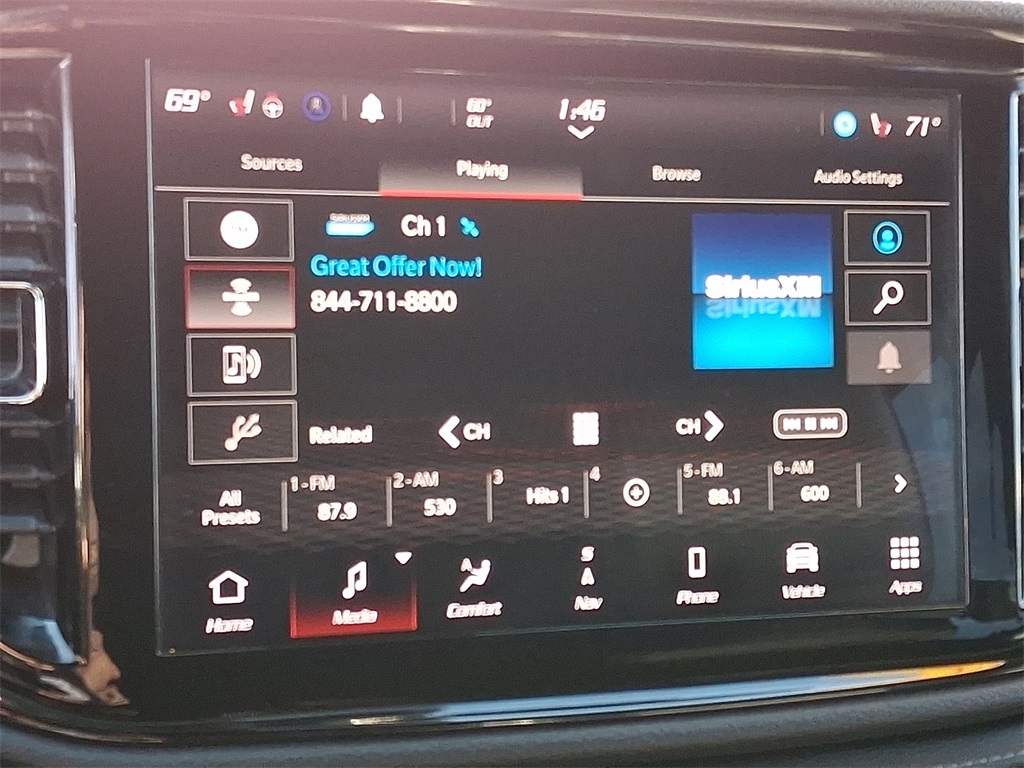 69°
60°
OUT
1:46
71°
Sources
Playing
Browse
Audio Settings
Ch 1
Great Offer Now!
844-711-8800
SiriusXM
Related
CH
CH
All
Presets
1-FM
87.9
2-AM
530
3
Hits 1
4
5-FM
88.1
6-AM
600
Home
Media
A
Comfort
S
A
Nav
Phone
Vehicle
Apps